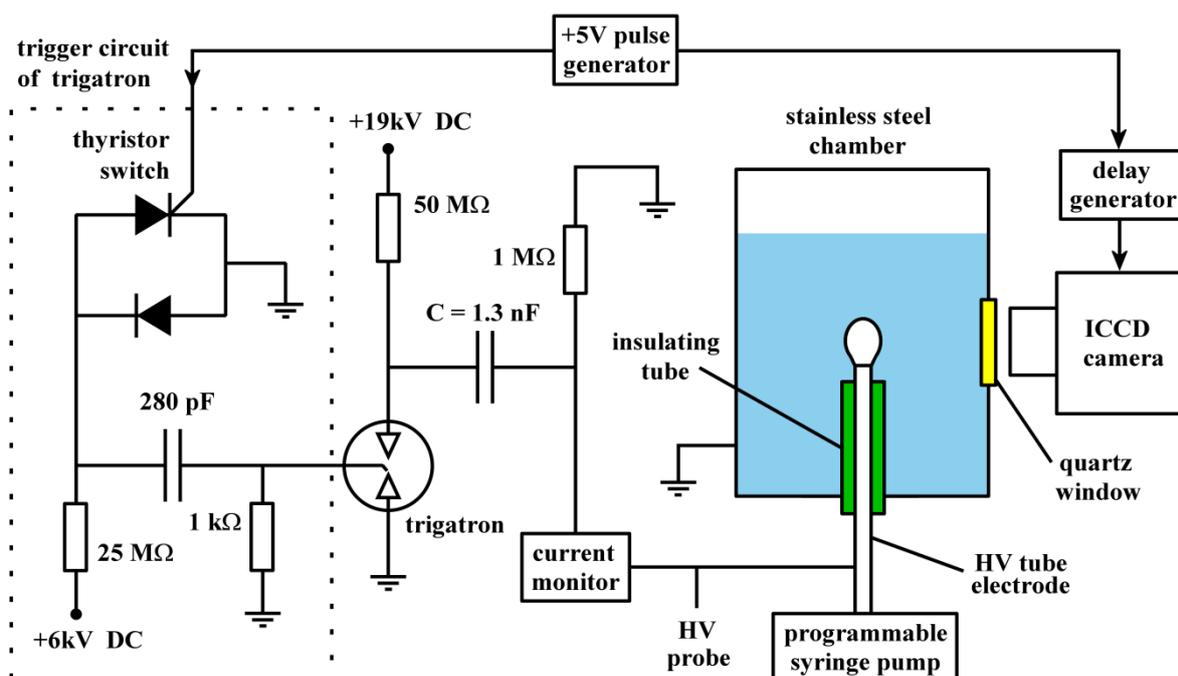 trigger circuit
of trigatron
+5V pulse
generator
thyristor
switch
+19kV DC
50 MΩ
1 MΩ
C = 1.3 nF
stainless steel
chamber
delay
generator
ICCD
camera
insulating
tube
280 pF
25 MΩ
1 kΩ
+6kV DC
trigatron
current
monitor
HV
probe
quartz
window
HV tube
electrode
programmable
syringe pump